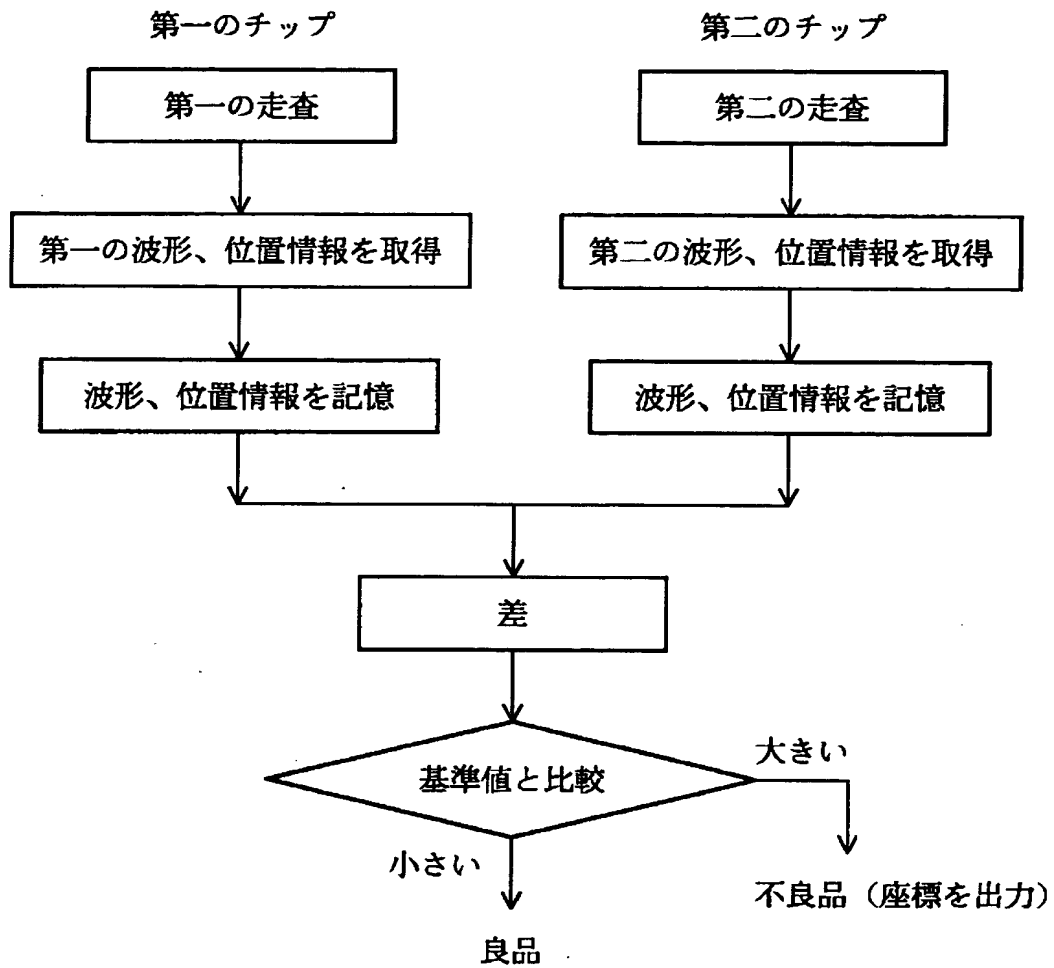 第一のチップ
第二のチップ
第一の走査
第二の走査
第一の波形、位置情報を取得
第二の波形、位置情報を取得
波形、位置情報を記憶
波形、位置情報を記憶
差
基準値と比較
大きい
小さい
不良品（座標を出力）
良品